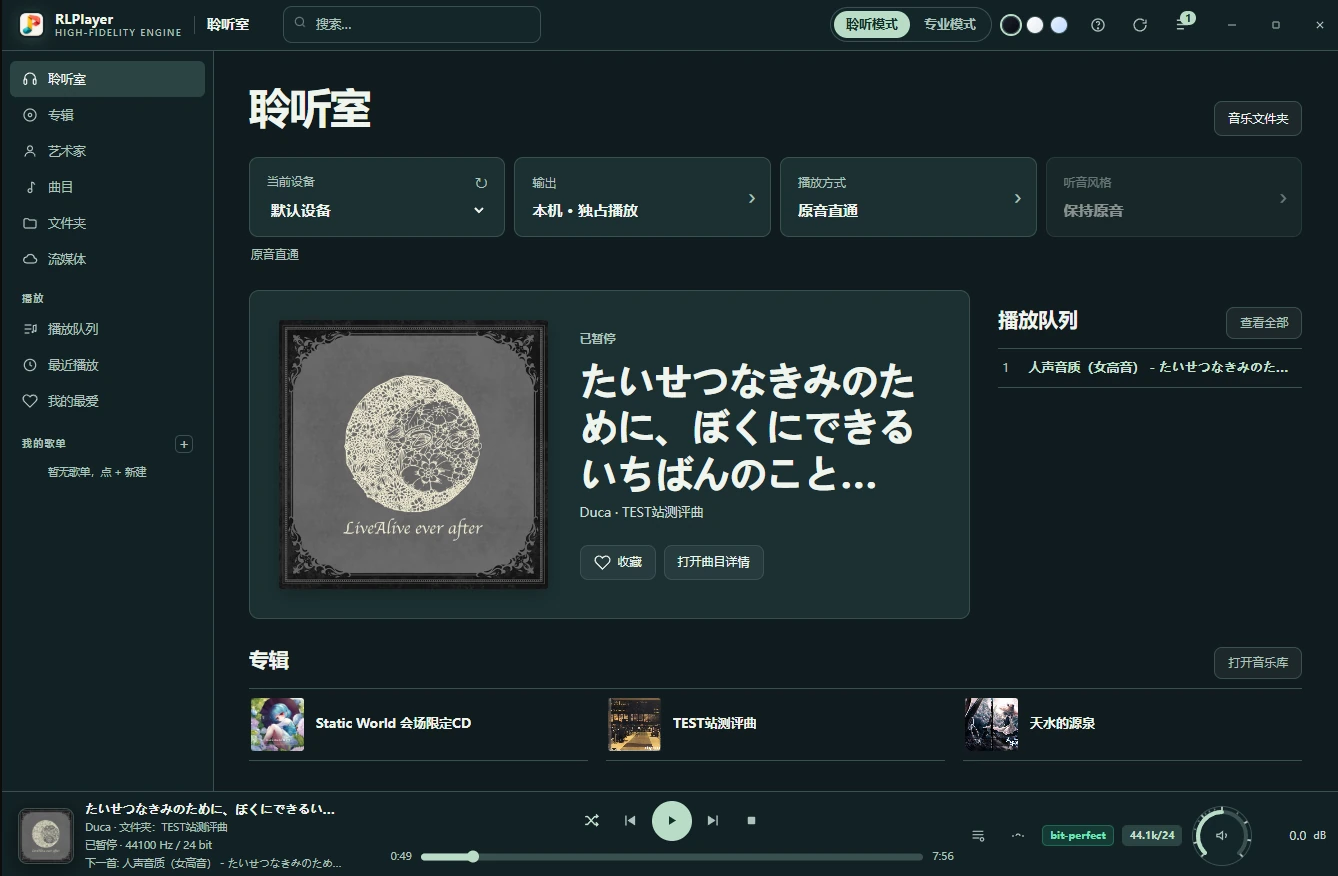 RLPlayer
HIGH-FIDELITY ENGINE
聆听室
搜索...
聆听模式
专业模式
1
聆听室
专辑
艺术家
曲目
文件夹
流媒体
播放
播放队列
最近播放
我的最爱
我的歌单
+
暂无歌单，点 + 新建
聆听室
音乐文件夹
当前设备
默认设备
输出
本机 • 独占播放
播放方式
原音直通
听音风格
保持原音
原音直通
LiveAlive ever after
已暂停
たいせつなきみのた
めに、ぼくにできる
いちばんのこと...
Duca · TEST站测评曲
收藏
打开曲目详情
播放队列
查看全部
1 人声音质（女高音） - たいせつなきみのた...
专辑
打开音乐库
Static World 会场限定CD
TEST站测评曲
天水的源泉
たいせつなきみのために、ぼくにできるい...
Duca · 文件夹：TEST站测评曲
已暂停 · 44100 Hz / 24 bit
下一首: 人声音质（女高音） - たいせつなきみのため...
0:49
7:56
bit-perfect
44.1k/24
0.0 dB